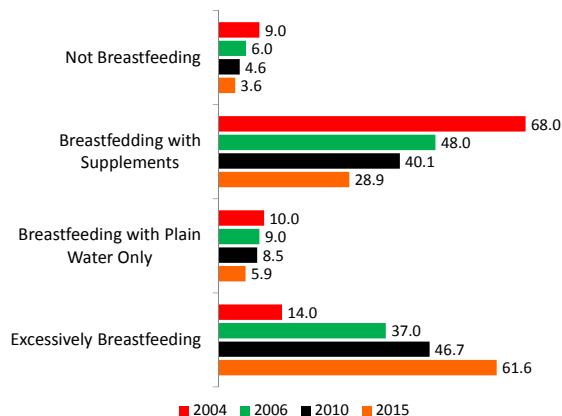 Not Breastfeeding
9.0
6.0
4.6
3.6
Breastfedding with
Supplements
68.0
48.0
40.1
28.9
Breastfeeding with Plain
Water Only
10.0
9.0
8.5
5.9
Excessively Breastfeeding
14.0
37.0
46.7
61.6
2004 2006 2010 2015